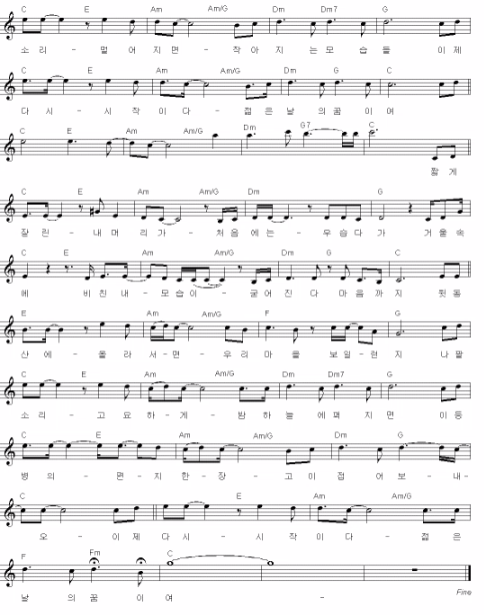 C E Am Am/G Dm Dm7 G
소 리 - 멀 어 지 면 - 작 아 지 는 모 습 들 이 제
C E Am Am/G Dm G C
다 시 - 시 작 이 다 - 젊 은 날 의 꿈 이 여
C E Am Am/G Dm G7 C
짧 게
C E Am Am/G Dm G
잘 린 - 내 머 리 가 - 처 음 에 는 - 우 습 다 가 거 울 속
C E Am Am/G Dm G C
에 비 친 내 - 모 습 이 - 굳 어 진 다 마 음 까 지 뒷 동
E Am Am/G F G
산 에 - 올 라 서 - 면 - 우 리 마 을 보 일 - 런 지 나 팔
C E Am Am/G Dm Dm7 G
소 리 - 고 요 하 - 게 - 밤 하 늘 에 퍼 지 면 이 등
C E Am Am/G Dm G
병 의 - 편 - 지 한 - 장 - 고 이 접 어 보 - 내 -
C E Am Am/G
오 - 이 제 다 시 - 시 작 이 다 - 젊 은
F Fm C
날 의 꿈 이 여 -
Fine